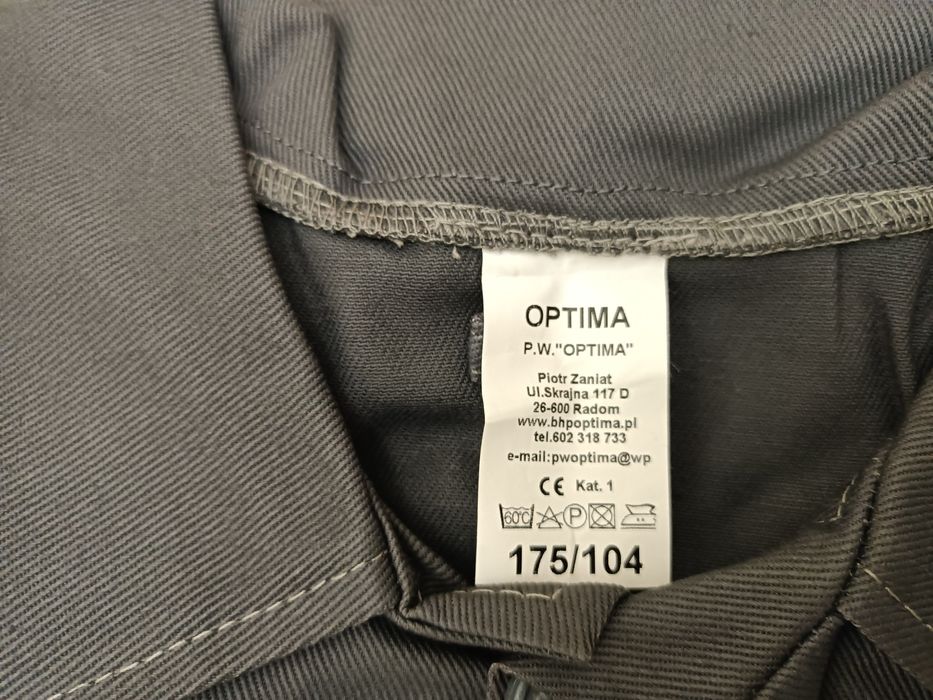 OPTIMA
P.W."OPTIMA"
Piotr Zaniat
Ul.Skrajna 117 D
26-600 Radom
www.bhpoptima.pl
tel.602 318 733
e-mail:pwoptima@wp
CE Kat. 1
60°C P
175/104